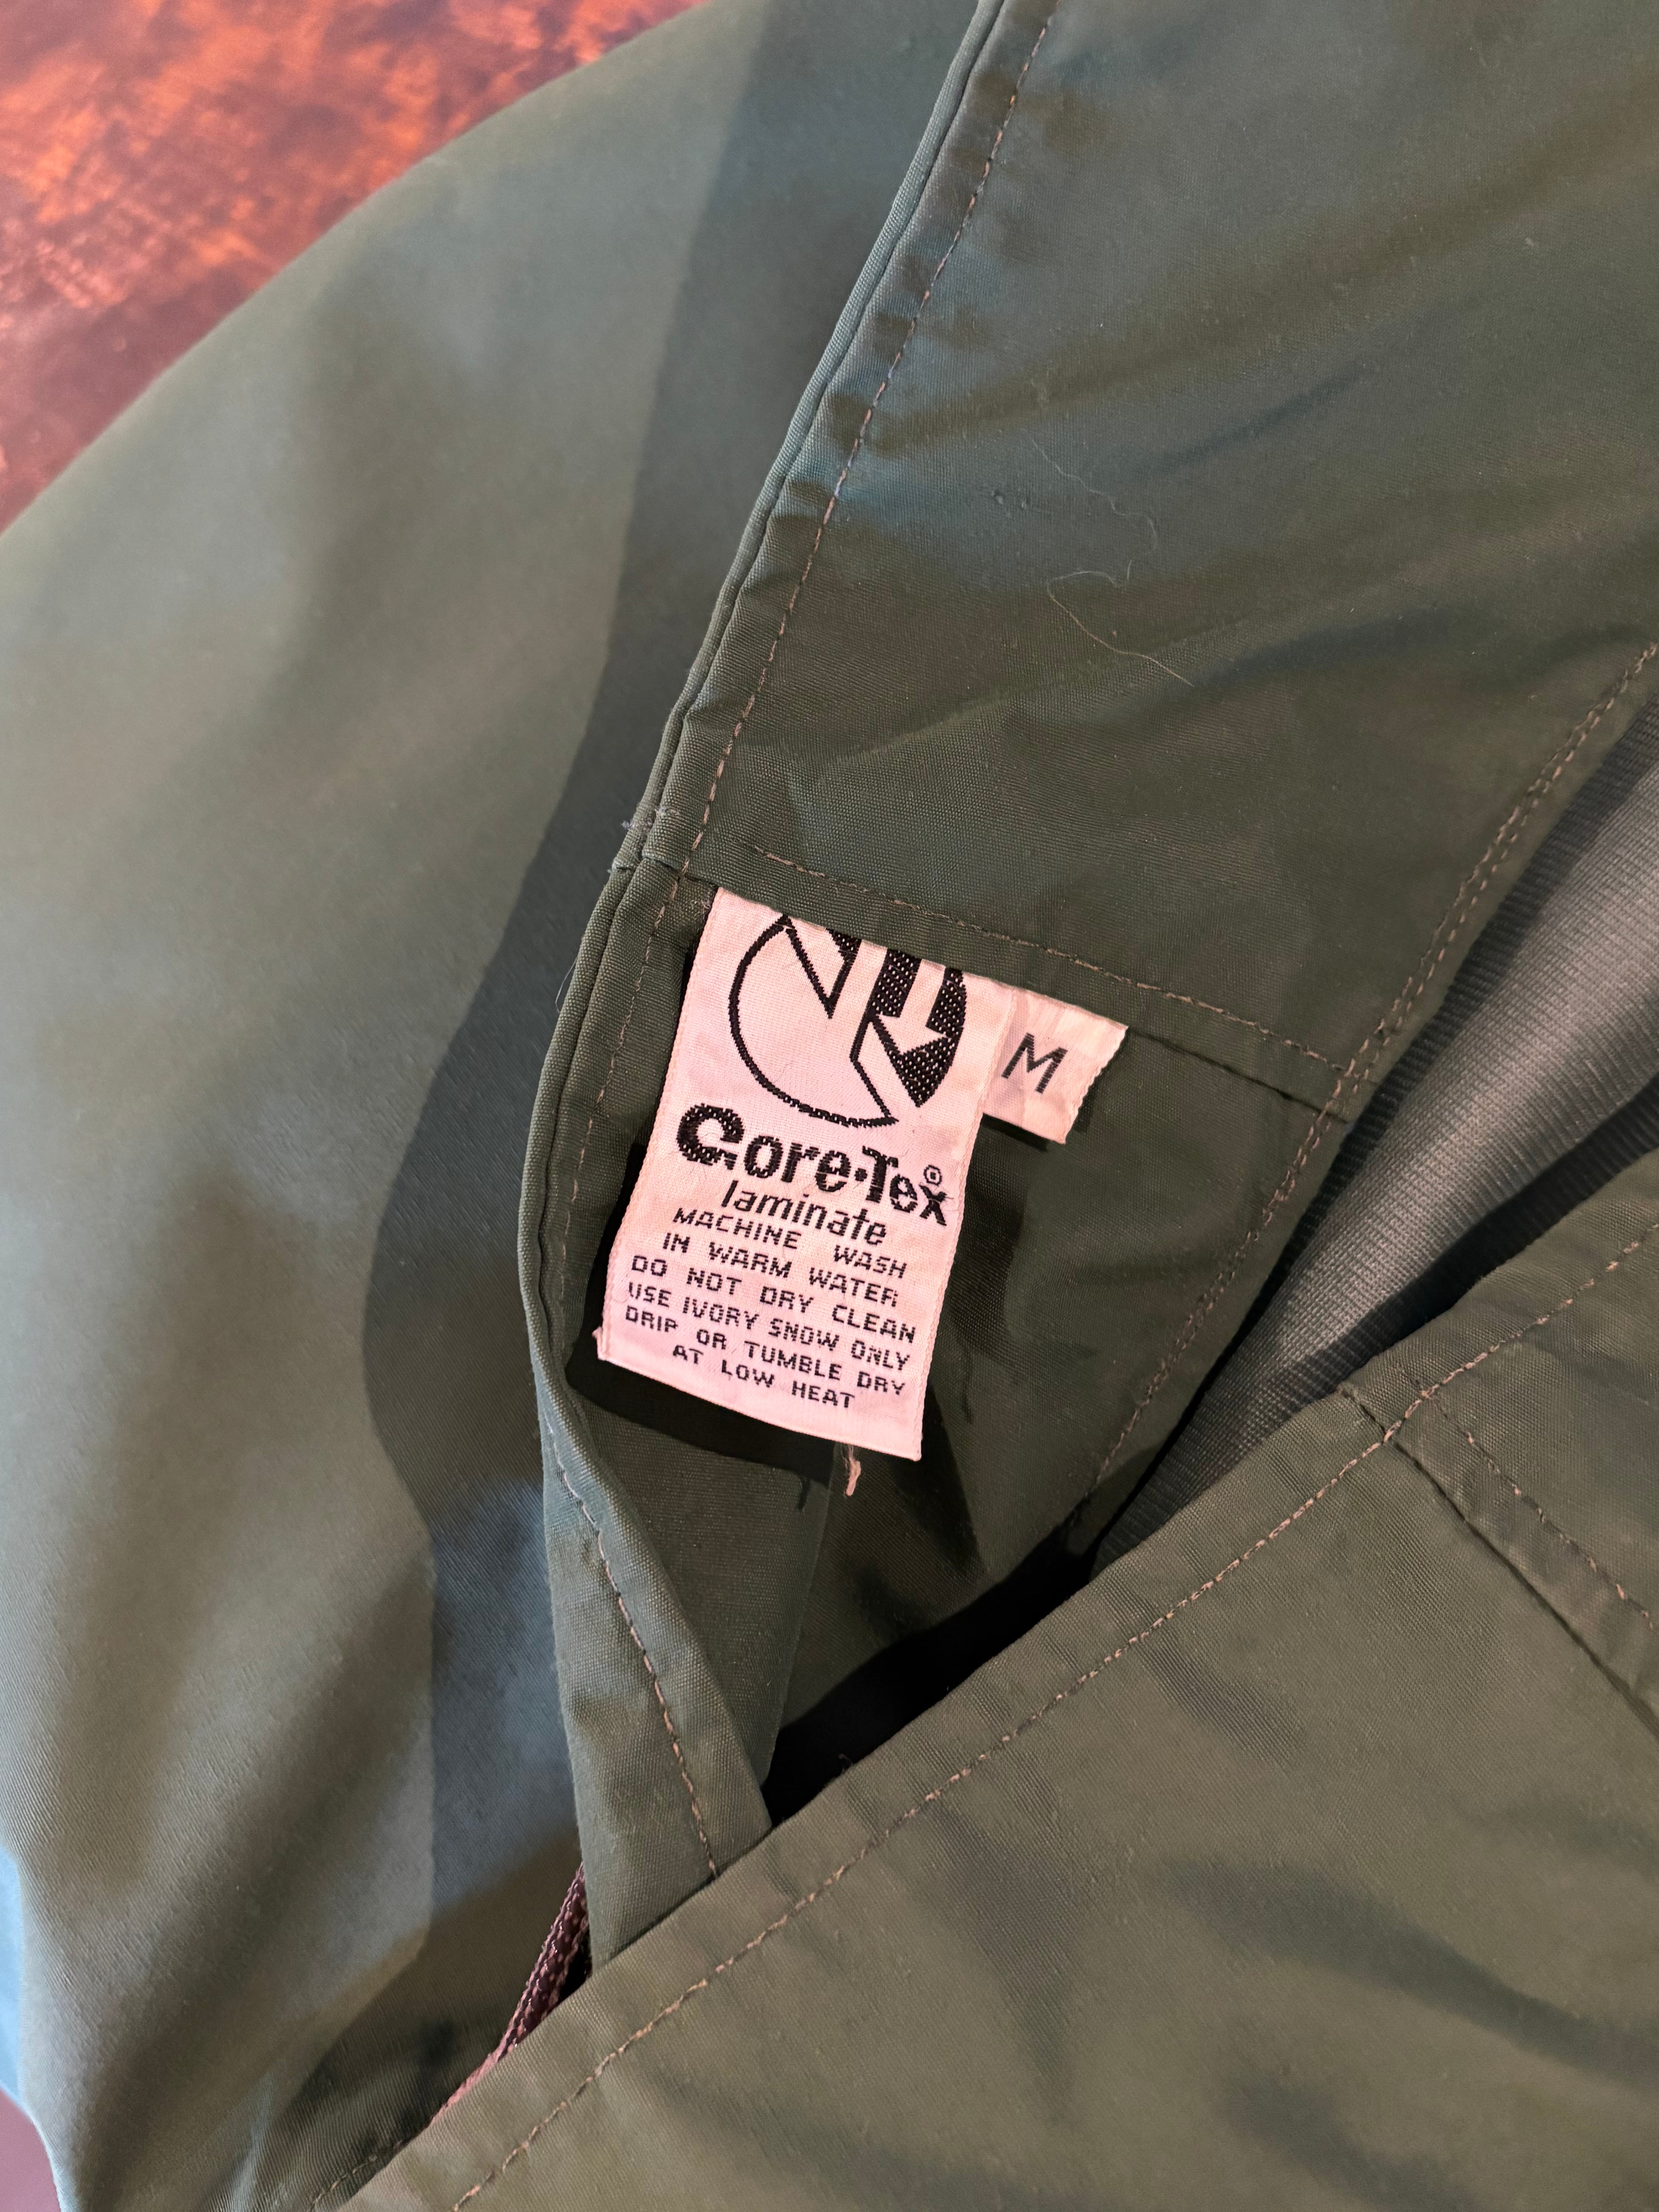 Gore-Tex®
M
laminate
MACHINE WASH
IN WARM WATER
DO NOT DRY CLEAN
USE IVORY SNOW ONLY
DRIP OR TUMBLE DRY
AT LOW HEAT